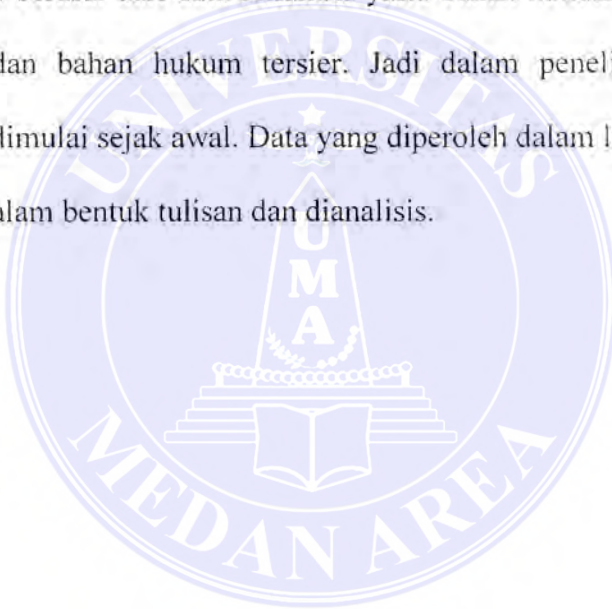 dan bahan hukum tersier. Jadi dalam peneli
dimulai sejak awal. Data yang diperoleh dalam l
alam bentuk tulisan dan dianalisis.
UNIVERSITAS
UMA
MEDAN AREA